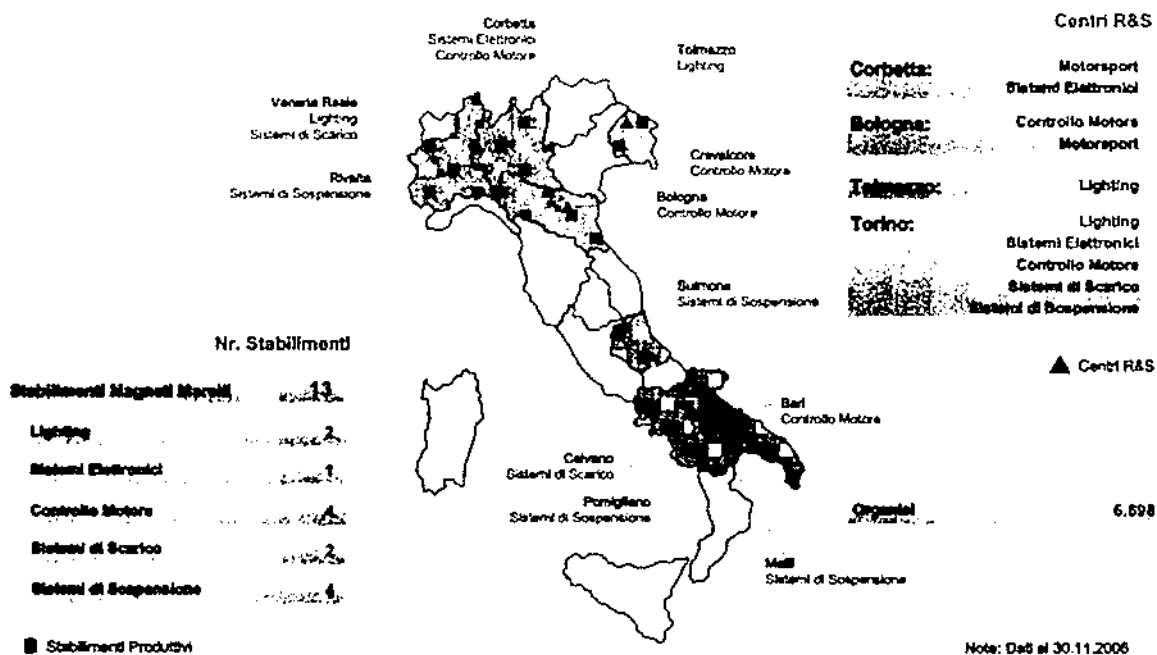 Corbetta
Sistemi Elettronici
Controllo Motore
Tolmezzo
Lighting
Venaria Reale
Lighting
Sistemi di Scarico
Rivalta
Sistemi di Sospensione
Crevalcore
Controllo Motore
Bologna
Controllo Motore
Sulmona
Sistemi di Sospensione
Bari
Controllo Motore
Caivano
Sistemi di Scarico
Pomigliano
Sistemi di Sospensione
Melfi
Sistemi di Sospensione
Centri R&S
Corbetta: Motorsport
Sistemi Elettronici
Bologna: Controllo Motore
Motorsport
Tolmezzo: Lighting
Torino: Lighting
Sistemi Elettronici
Controllo Motore
Sistemi di Scarico
Sistemi di Sospensione
Centri R&S
Organici 6.698
Nr. Stabilimenti
Stabilimenti Magneti Marelli 13
Lighting 2
Sistemi Elettronici 1
Controllo Motore 4
Sistemi di Scarico 2
Sistemi di Sospensione 4
Stabilimenti Produttivi
Note: Dati al 30.11.2006